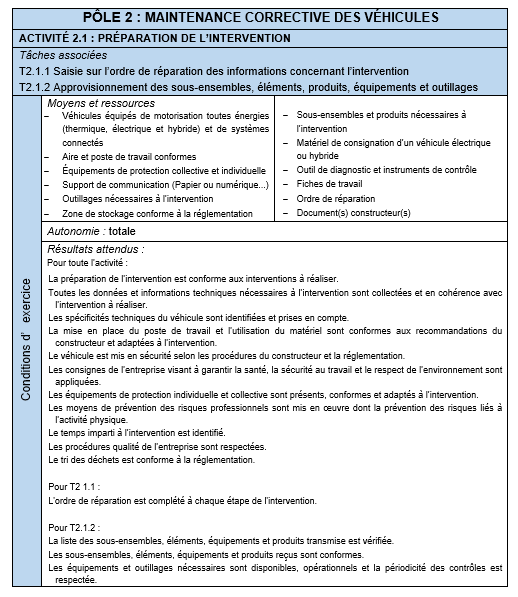 PÔLE 2 : MAINTENANCE CORRECTIVE DES VÉHICULES
ACTIVITÉ 2.1 : PRÉPARATION DE L'INTERVENTION
Tâches associées
T2.1.1 Saisie sur l'ordre de réparation des informations concernant l'intervention
T2.1.2 Approvisionnement des sous-ensembles, éléments, produits, équipements et outillages
Conditions d' exercice
Moyens et ressources
– Véhicules équipés de motorisation toutes énergies
(thermique, électrique et hybride) et de systèmes
connectés
– Aire et poste de travail conformes
– Équipements de protection collective et individuelle
– Support de communication (Papier ou numérique...)
– Outillages nécessaires à l'intervention
– Zone de stockage conforme à la réglementation
– Sous-ensembles et produits nécessaires à
l'intervention
– Matériel de consignation d'un véhicule électrique
ou hybride
– Outil de diagnostic et instruments de contrôle
– Fiches de travail
– Ordre de réparation
– Document(s) constructeur(s)
Autonomie : totale
Résultats attendus :
Pour toute l'activité :
La préparation de l'intervention est conforme aux interventions à réaliser.
Toutes les données et informations techniques nécessaires à l'intervention sont collectées et en cohérence avec
l'intervention à réaliser.
Les spécificités techniques du véhicule sont identifiées et prises en compte.
La mise en place du poste de travail et l'utilisation du matériel sont conformes aux recommandations du
constructeur et adaptées à l'intervention.
Le véhicule est mis en sécurité selon les procédures du constructeur et la réglementation.
Les consignes de l'entreprise visant à garantir la santé, la sécurité au travail et le respect de l'environnement sont
appliquées.
Les équipements de protection individuelle et collective sont présents, conformes et adaptés à l'intervention.
Les moyens de prévention des risques professionnels sont mis en œuvre dont la prévention des risques liés à
l'activité physique.
Le temps imparti à l'intervention est identifié.
Les procédures qualité de l'entreprise sont respectées.
Le tri des déchets est conforme à la réglementation.
Pour T2 1.1 :
L'ordre de réparation est complété à chaque étape de l'intervention.
Pour T2.1.2 :
La liste des sous-ensembles, éléments, équipements et produits transmise est vérifiée.
Les sous-ensembles, éléments, équipements et produits reçus sont conformes.
Les équipements et outillages nécessaires sont disponibles, opérationnels et la périodicité des contrôles est
respectée.